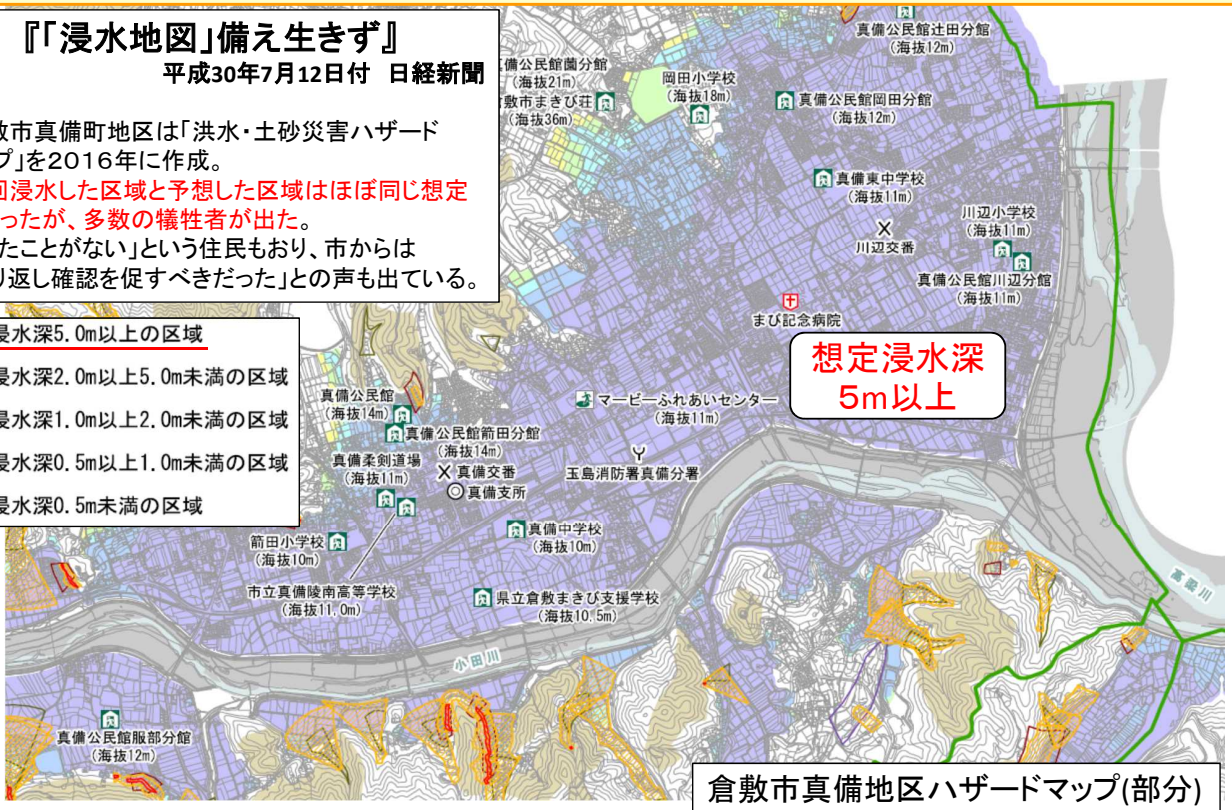 『「浸水地図」備え生きず』
平成30年7月12日付　日経新聞
敷市真備町地区は「洪水・土砂災害ハザード
プ」を2016年に作成。
回浸水した区域と予想した区域はほぼ同じ想定
ったが、多数の犠牲者が出た。
たことがない」という住民もおり、市からは
り返し確認を促すべきだった」との声も出ている。
浸水深5.0m以上の区域
浸水深2.0m以上5.0m未満の区域
浸水深1.0m以上2.0m未満の区域
浸水深0.5m以上1.0m未満の区域
浸水深0.5m未満の区域
真備公民館辻田分館
(海抜12m)
備公民館薗分館
(海抜21m)
敷市まきび荘
(海抜36m)
岡田小学校
(海抜18m)
真備公民館岡田分館
(海抜12m)
真備東中学校
(海抜11m)
川辺交番
川辺小学校
(海抜11m)
真備公民館川辺分館
(海抜11m)
まび記念病院
想定浸水深
5m以上
真備公民館
(海抜14m)
真備公民館箭田分館
(海抜14m)
マービーふれあいセンター
(海抜11m)
真備柔剣道場
(海抜11m)
真備交番
真備支所
玉島消防署真備分署
箭田小学校
(海抜10m)
真備中学校
(海抜10m)
市立真備陵南高等学校
(海抜11.0m)
県立倉敷まきび支援学校
(海抜10.5m)
高梁川
小田川
真備公民館服部分館
(海抜12m)
倉敷市真備地区ハザードマップ(部分)